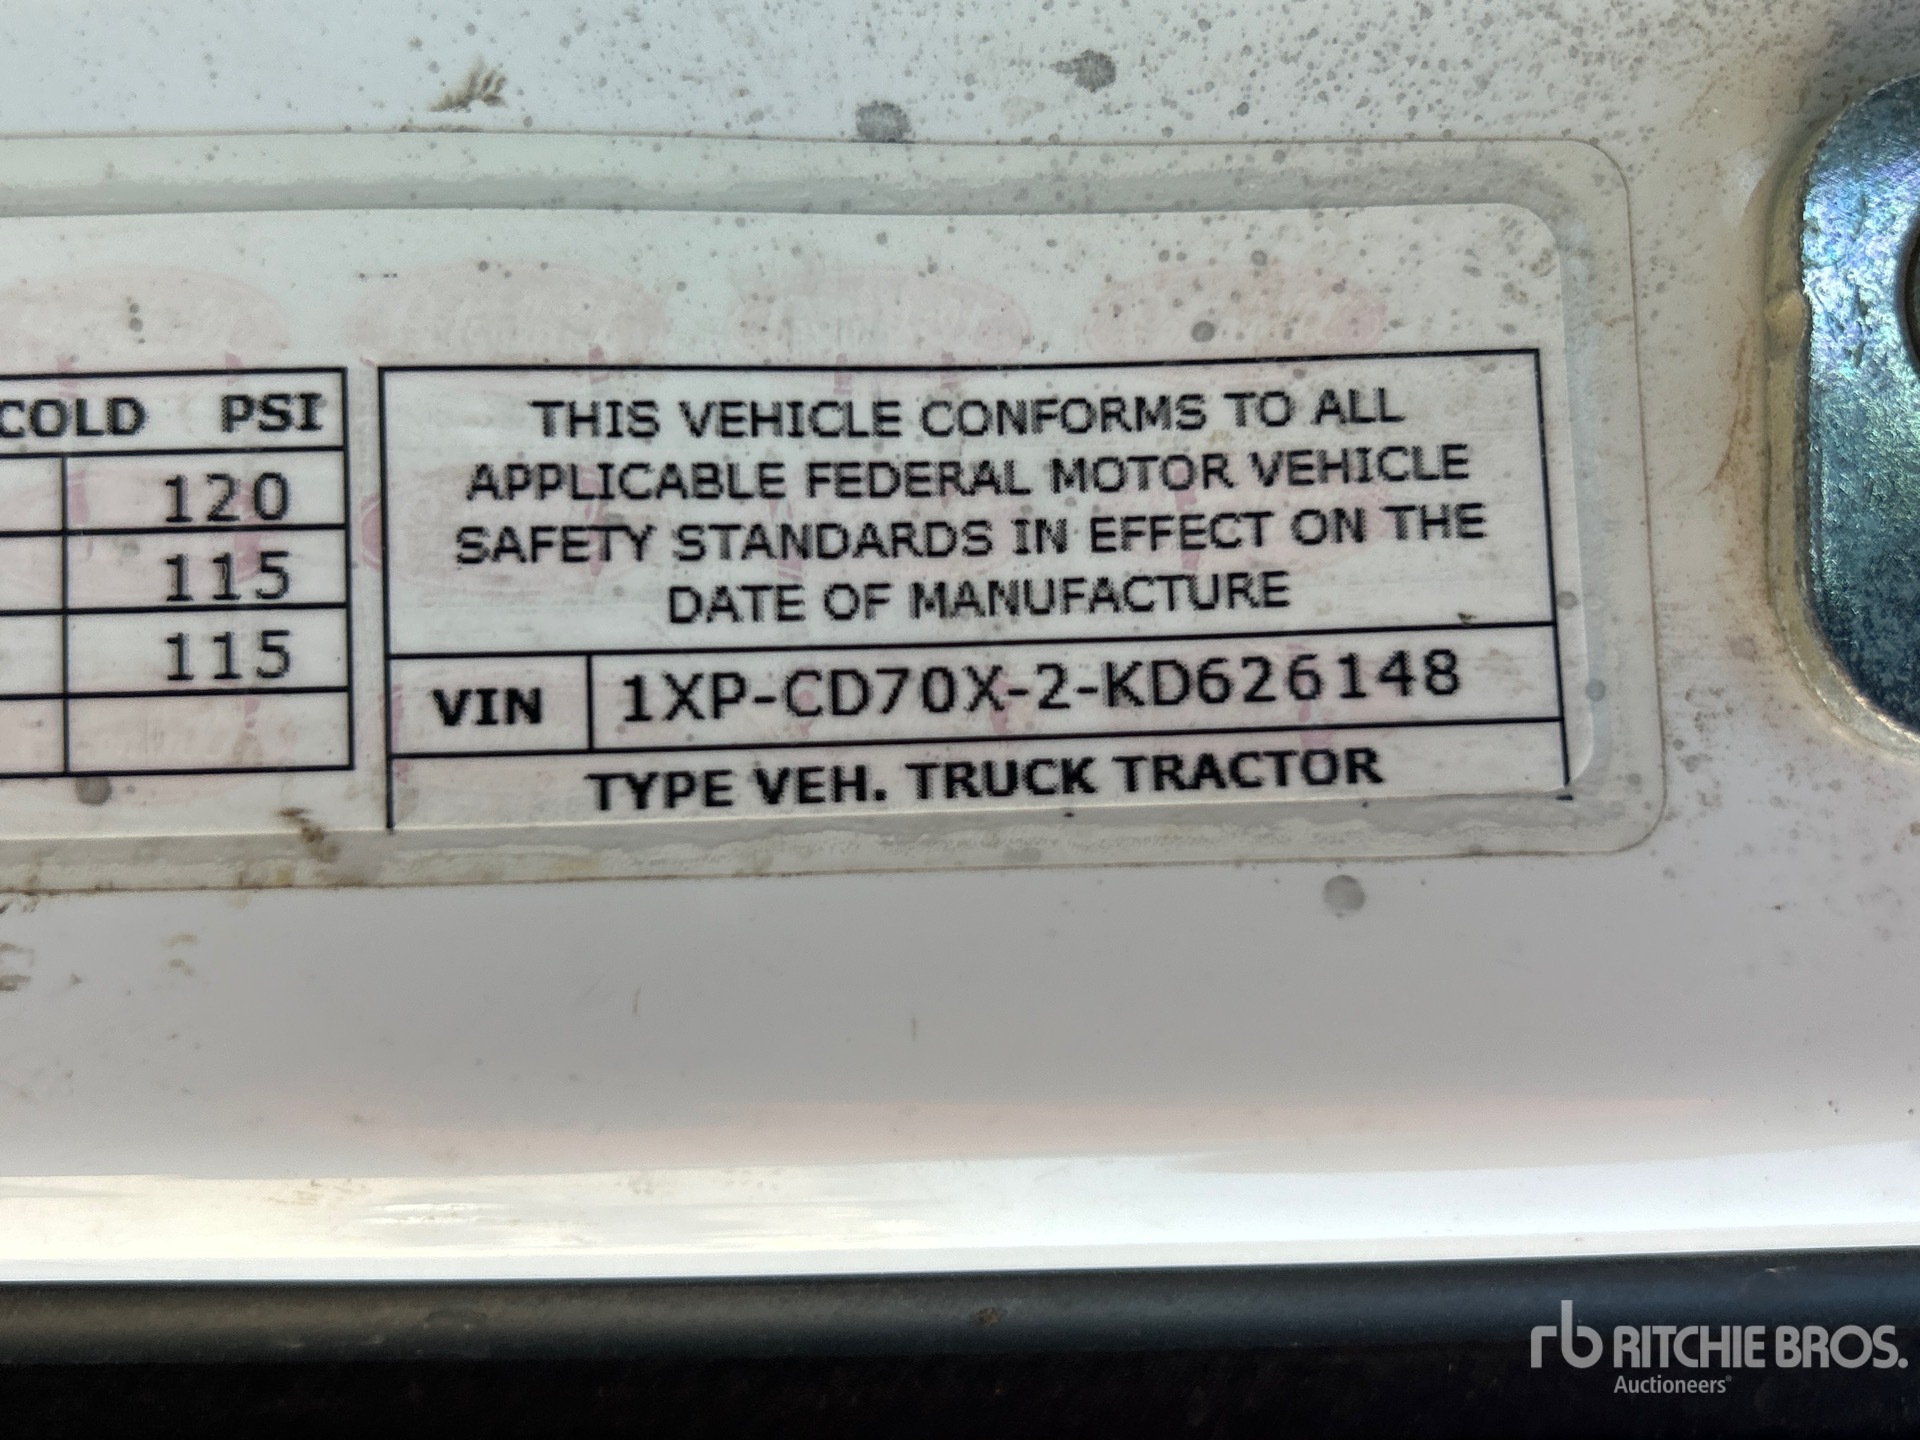 COLD PSI
120
115
115
THIS VEHICLE CONFORMS TO ALL
APPLICABLE FEDERAL MOTOR VEHICLE
SAFETY STANDARDS IN EFFECT ON THE
DATE OF MANUFACTURE
VIN 1XP-CD70X-2-KD626148
TYPE VEH. TRUCK TRACTOR
rb RITCHIE BROS.
Auctioneers